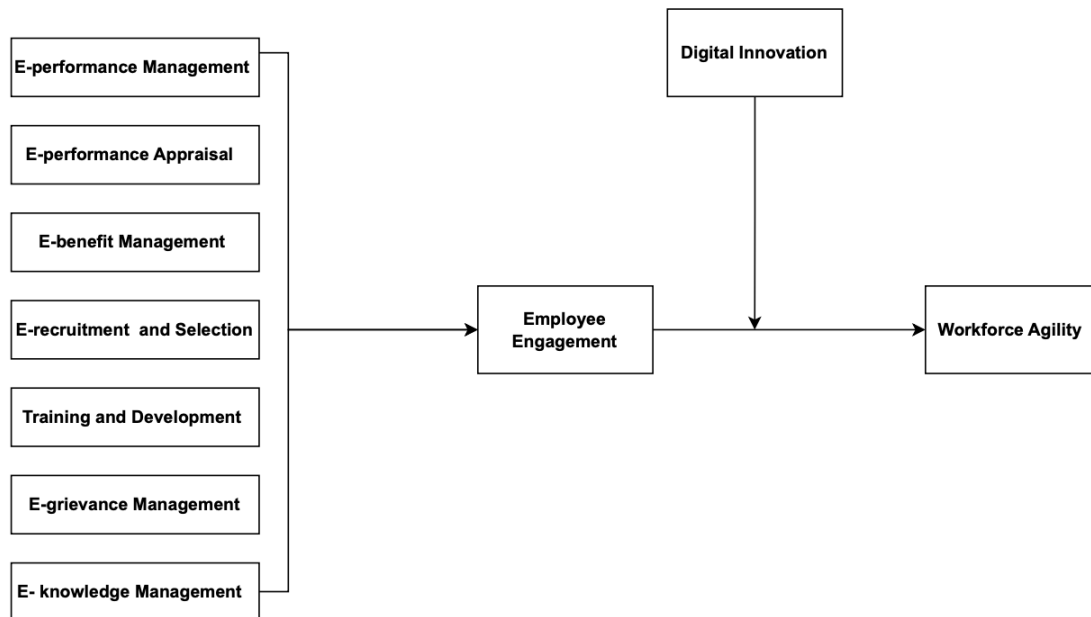 E-performance Management
Digital Innovation
E-performance Appraisal
E-benefit Management
E-recruitment and Selection
Employee
Engagement
Workforce Agility
Training and Development
E-grievance Management
E- knowledge Management